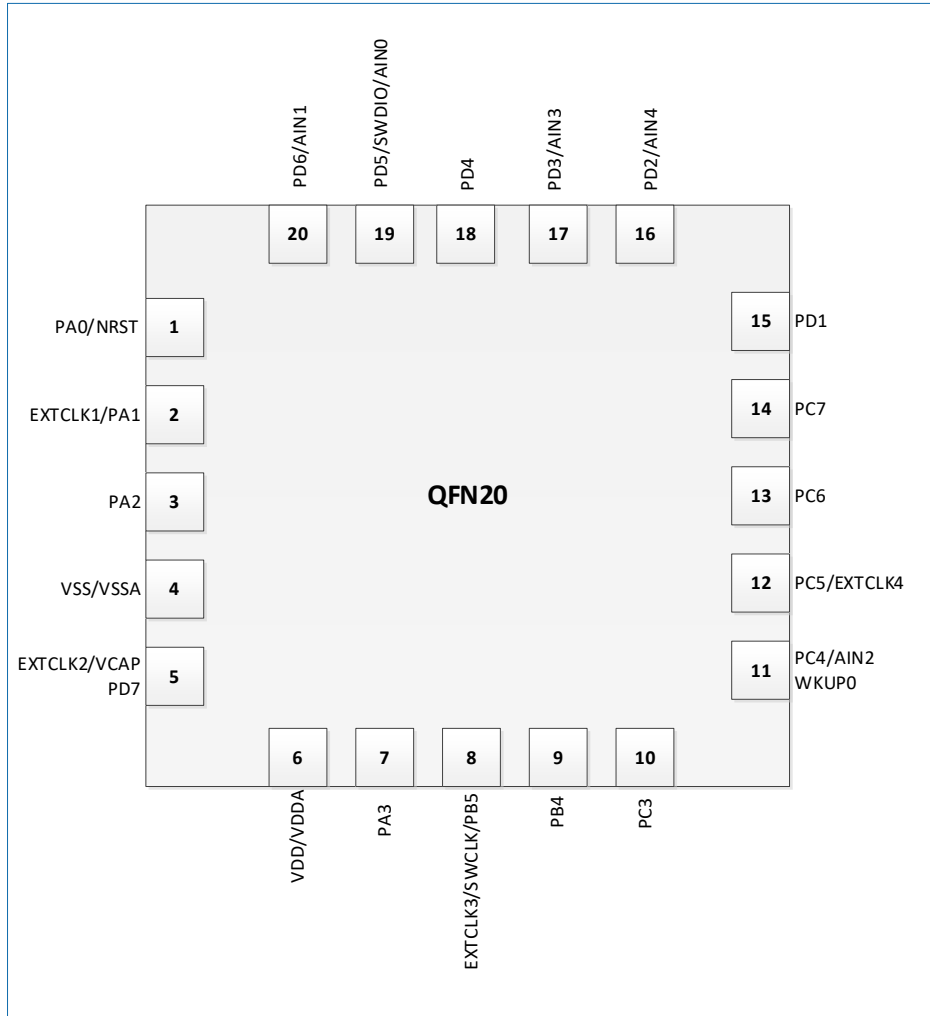 PD6/AIN1
PD5/SWDIO/AIN0
PD4
PD3/AIN3
PD2/AIN4
20
19
18
17
16
PA0/NRST
1
15
PD1
EXTCLK1/PA1
2
14
PC7
PA2
3
QFN20
13
PC6
VSS/VSSA
4
12
PC5/EXTCLK4
EXTCLK2/VCAP
PD7
5
11
PC4/AIN2
WKUP0
6
7
8
9
10
VDD/VDDA
PA3
EXTCLK3/SWCLK/PB5
PB4
PC3